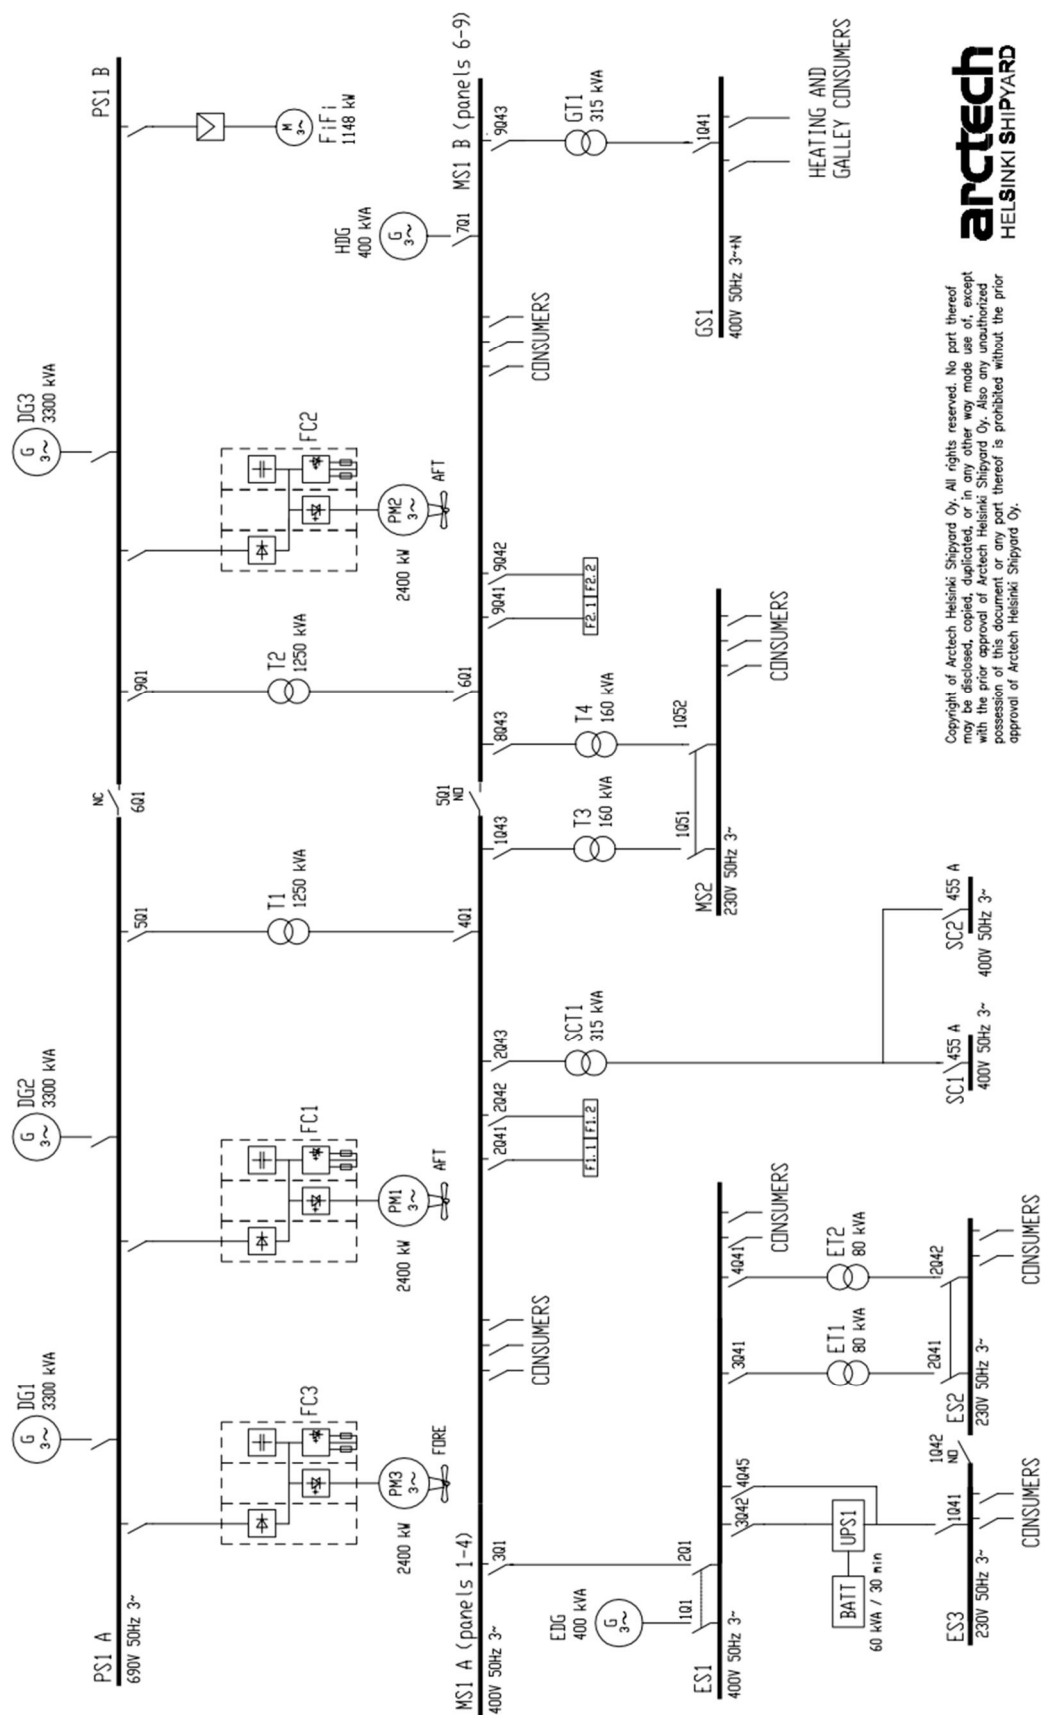 DG1
3300 kVA
G
3~
DG2
3300 kVA
G
3~
DG3
3300 kVA
G
3~
PS1 A
690V 50Hz 3~
NC
6Q1
PS1 B
5Q1
9Q1
FC3
PM3
3~
2400 kW
FORE
FC1
PM1
3~
2400 kW
AFT
T1
1250 kVA
T2
1250 kVA
FC2
PM2
3~
2400 kW
AFT
M
3~
FiFi
1148 kW
HDG
400 kVA
G
3~
MS1 A (panels 1-4)
400V 50Hz 3~
4Q1
5Q1
NO
6Q1
7Q1
MS1 B (panels 6-9)
3Q1
CONSUMERS
2Q41
2Q42
F1.1
F1.2
2Q43
SCT1
315 kVA
1Q43
T3
160 kVA
8Q43
T4
160 kVA
9Q41
9Q42
F2.1
F2.2
CONSUMERS
9Q43
GT1
315 kVA
EDG
400 kVA
G
3~
1Q1
2Q1
ES1
400V 50Hz 3~
3Q42
4Q45
3Q41
4Q41
CONSUMERS
1Q51
1Q52
MS2
230V 50Hz 3~
CONSUMERS
1Q41
GS1
400V 50Hz 3~+N
HEATING AND
GALLEY CONSUMERS
BATT
UPS1
60 kVA / 30 min
ET1
80 kVA
ET2
80 kVA
1Q41
1Q42
NO
2Q41
2Q42
ES3
230V 50Hz 3~
CONSUMERS
ES2
230V 50Hz 3~
CONSUMERS
SC1
455 A
400V 50Hz 3~
SC2
455 A
400V 50Hz 3~
Copyright of Arctech Helsinki Shipyard Oy. All rights reserved. No part thereof
may be disclosed, copied, duplicated, or in any other way made use of, except
with the prior approval of Arctech Helsinki Shipyard Oy. Also any unauthorized
possession of this document or any part thereof is prohibited without the prior
approval of Arctech Helsinki Shipyard Oy.
arctech
HELSINKI SHIPYARD